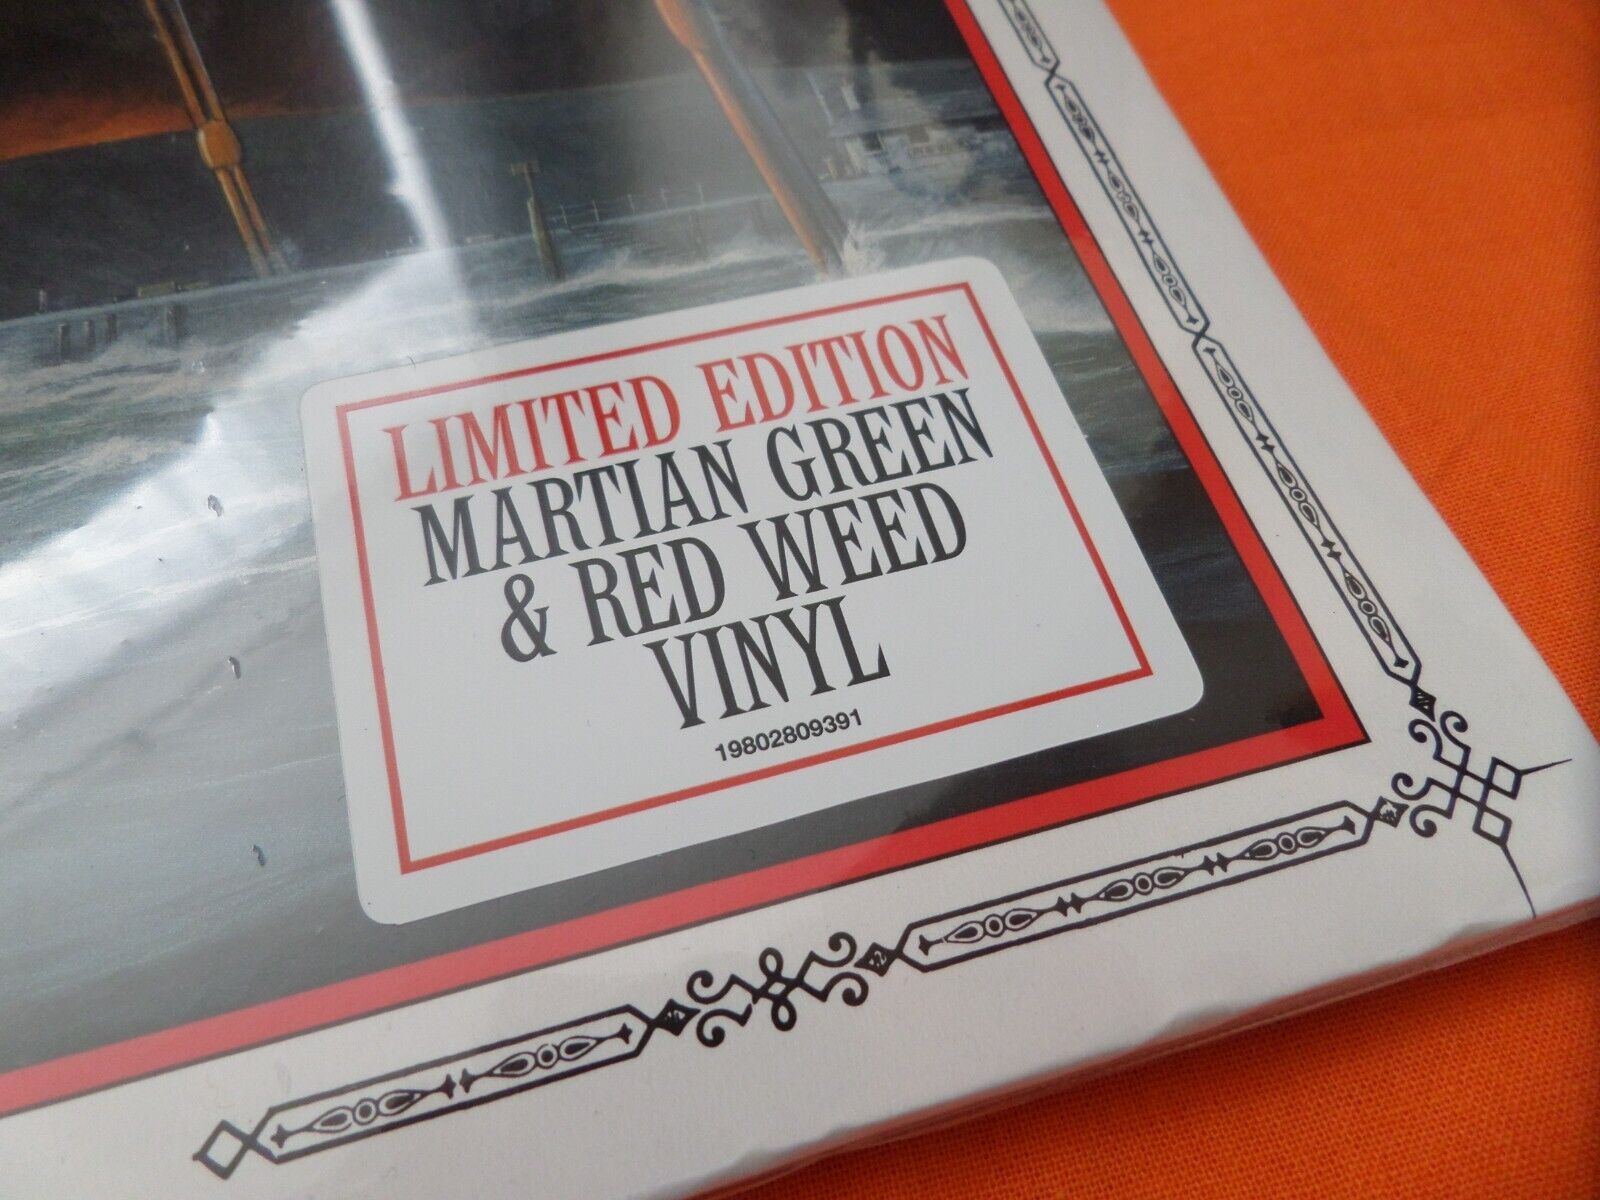 LIMITED EDITION
MARTIAN GREEN
& RED WEED
VINYL
19802809391